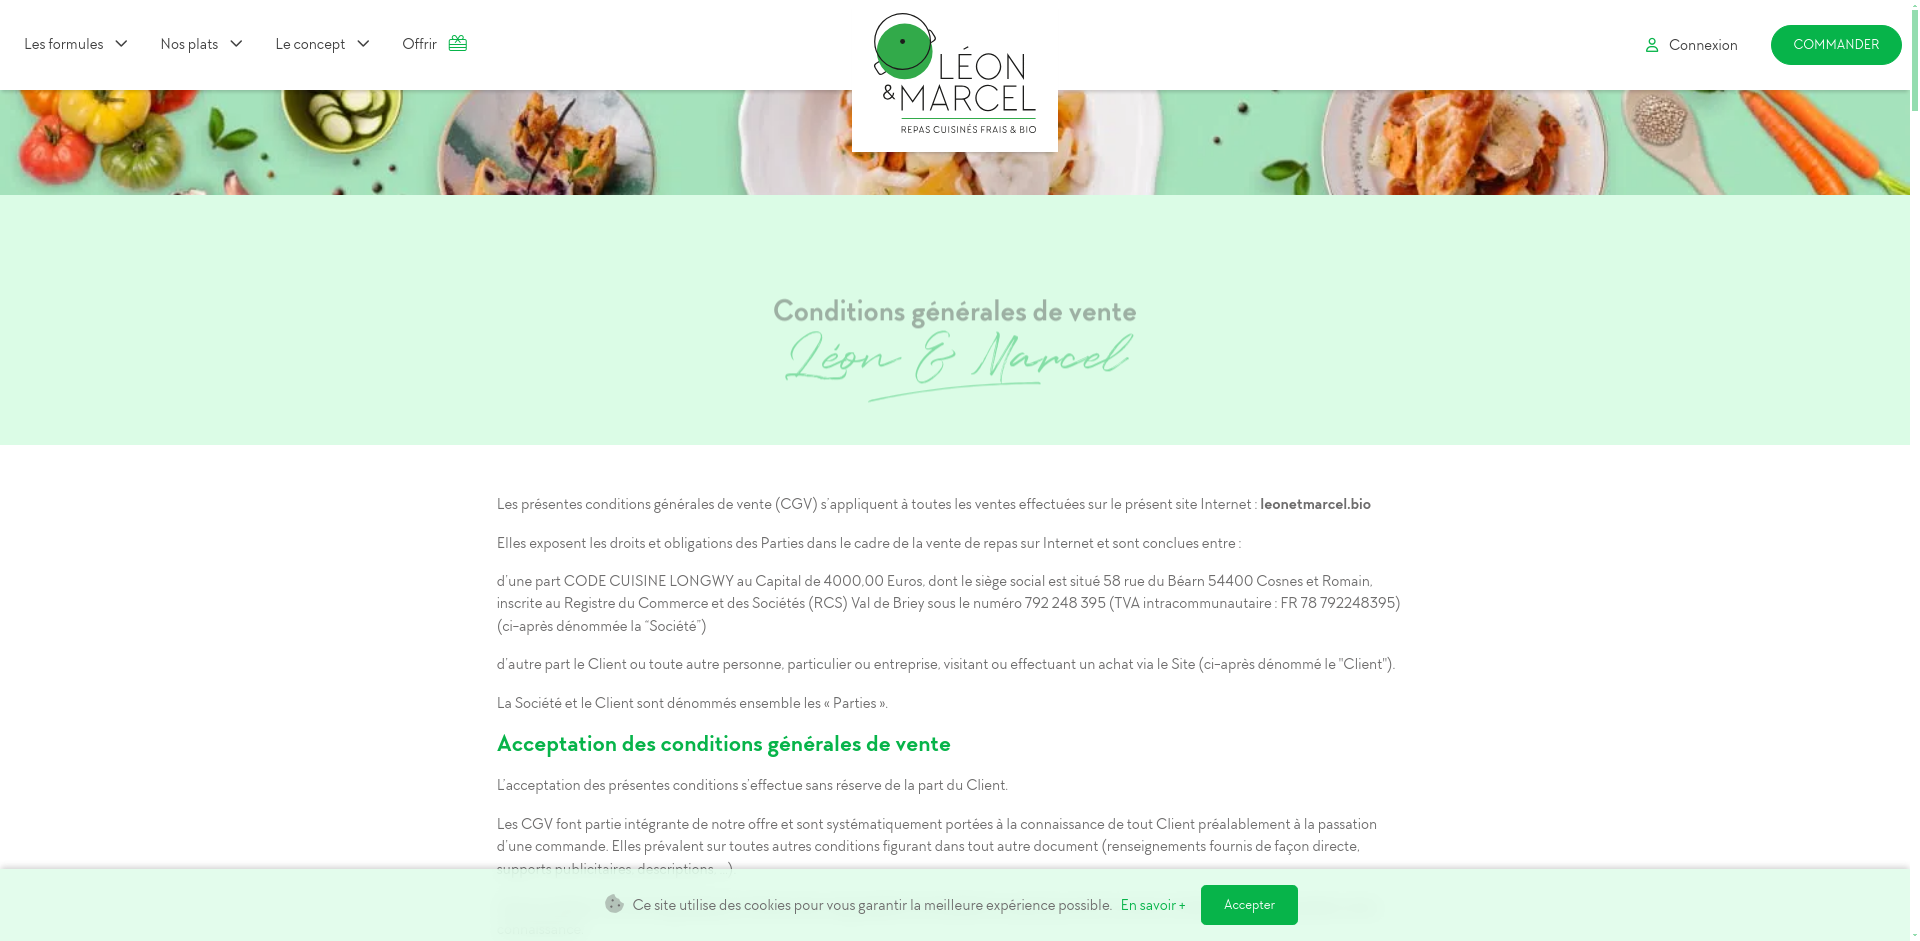 Les formules
Nos plats
Le concept
Offrir
LÉON
& MARCEL
REPAS CUISINÉS FRAIS & BIO
Connexion
COMMANDER
Conditions générales de vente
Léon & Marcel
Les présentes conditions générales de vente (CGV) s’appliquent à toutes les ventes effectuées sur le présent site Internet : leonetmarcel.bio
Elles exposent les droits et obligations des Parties dans le cadre de la vente de repas sur Internet et sont conclues entre :
d’une part CODE CUISINE LONGWY au Capital de 4000,00 Euros, dont le siège social est situé 58 rue du Béarn 54400 Cosnes et Romain,
inscrite au Registre du Commerce et des Sociétés (RCS) Val de Briey sous le numéro 792 248 395 (TVA intracommunautaire : FR 78 792248395)
(ci-après dénommée la “Société”)
d’autre part le Client ou toute autre personne, particulier ou entreprise, visitant ou effectuant un achat via le Site (ci-après dénommé le "Client").
La Société et le Client sont dénommés ensemble les « Parties ».
Acceptation des conditions générales de vente
L’acceptation des présentes conditions s’effectue sans réserve de la part du Client.
Les CGV font partie intégrante de notre offre et sont systématiquement portées à la connaissance de tout Client préalablement à la passation
d’une commande. Elles prévalent sur toutes autres conditions figurant dans tout autre document (renseignements fournis de façon directe,
supports publicitaires, descriptions, …)
Ce site utilise des cookies pour vous garantir la meilleure expérience possible. En savoir +
Accepter